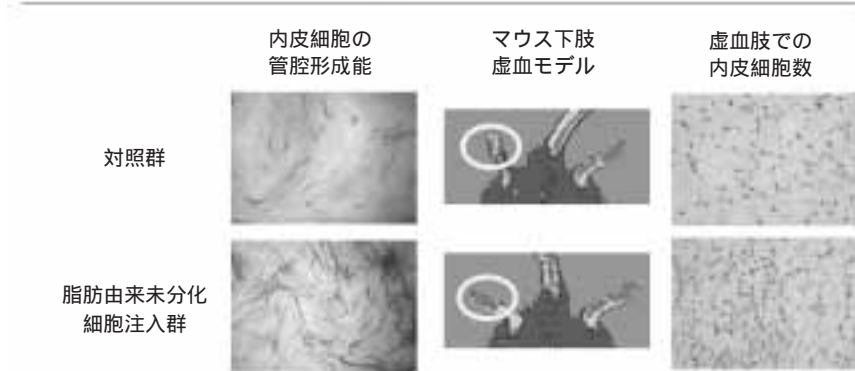 内皮細胞の
管腔形成能
マウス下肢
虚血モデル
虚血肢での
内皮細胞数
対照群
脂肪由来未分化
細胞注入群